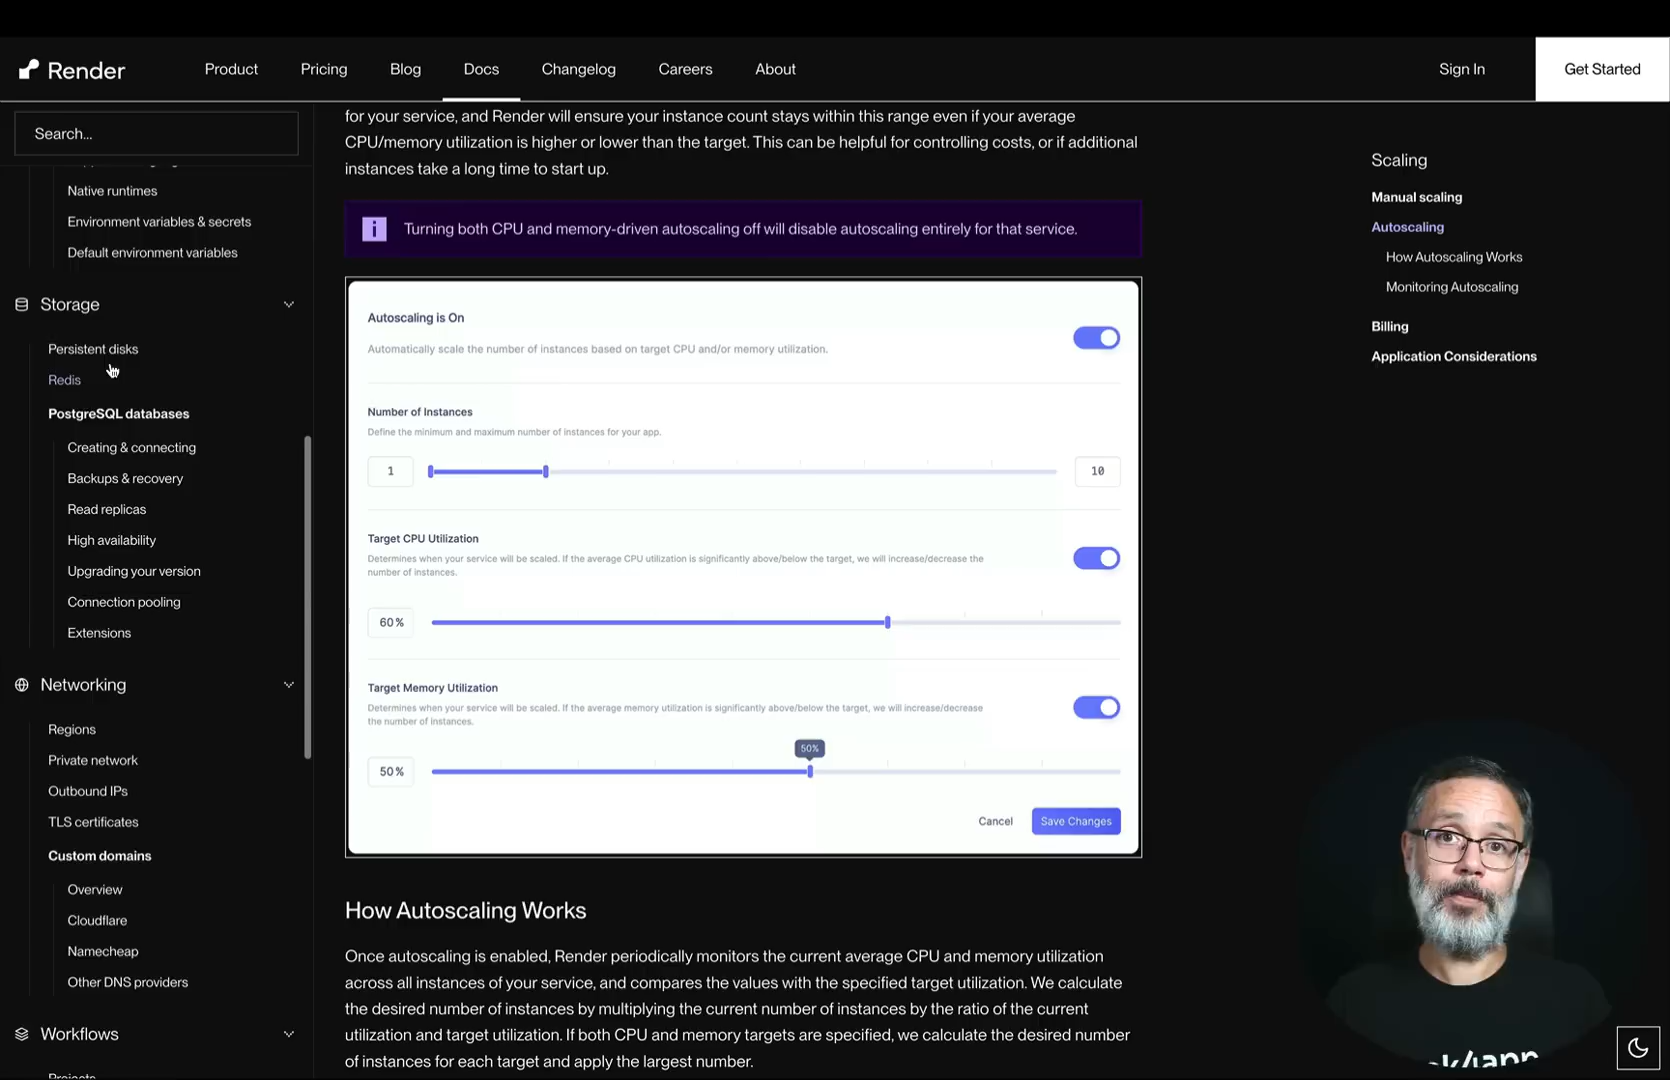 Render
Product
Pricing
Blog
Docs
Changelog
Careers
About
Sign In
Get Started
Search...
Native runtimes
Environment variables & secrets
Default environment variables
Storage
Persistent disks
Redis
PostgreSQL databases
Creating & connecting
Backups & recovery
Read replicas
High availability
Upgrading your version
Connection pooling
Extensions
Networking
Regions
Private network
Outbound IPs
TLS certificates
Custom domains
Overview
Cloudflare
Namecheap
Other DNS providers
Workflows
for your service, and Render will ensure your instance count stays within this range even if your average
CPU/memory utilization is higher or lower than the target. This can be helpful for controlling costs, or if additional
instances take a long time to start up.
Turning both CPU and memory-driven autoscaling off will disable autoscaling entirely for that service.
Autoscaling is On
Automatically scale the number of instances based on target CPU and/or memory utilization.
Number of Instances
Define the minimum and maximum number of instances for your app.
1
10
Target CPU Utilization
Determines when your service will be scaled. If the average CPU utilization is significantly above/below the target, we will increase/decrease the
number of instances.
60%
Target Memory Utilization
Determines when your service will be scaled. If the average memory utilization is significantly above/below the target, we will increase/decrease
the number of instances.
50%
50%
Cancel
Save Changes
How Autoscaling Works
Once autoscaling is enabled, Render periodically monitors the current average CPU and memory utilization
across all instances of your service, and compares the values with the specified target utilization. We calculate
the desired number of instances by multiplying the current number of instances by the ratio of the current
utilization and target utilization. If both CPU and memory targets are specified, we calculate the desired number
of instances for each target and apply the largest number.
Scaling
Manual scaling
Autoscaling
How Autoscaling Works
Monitoring Autoscaling
Billing
Application Considerations